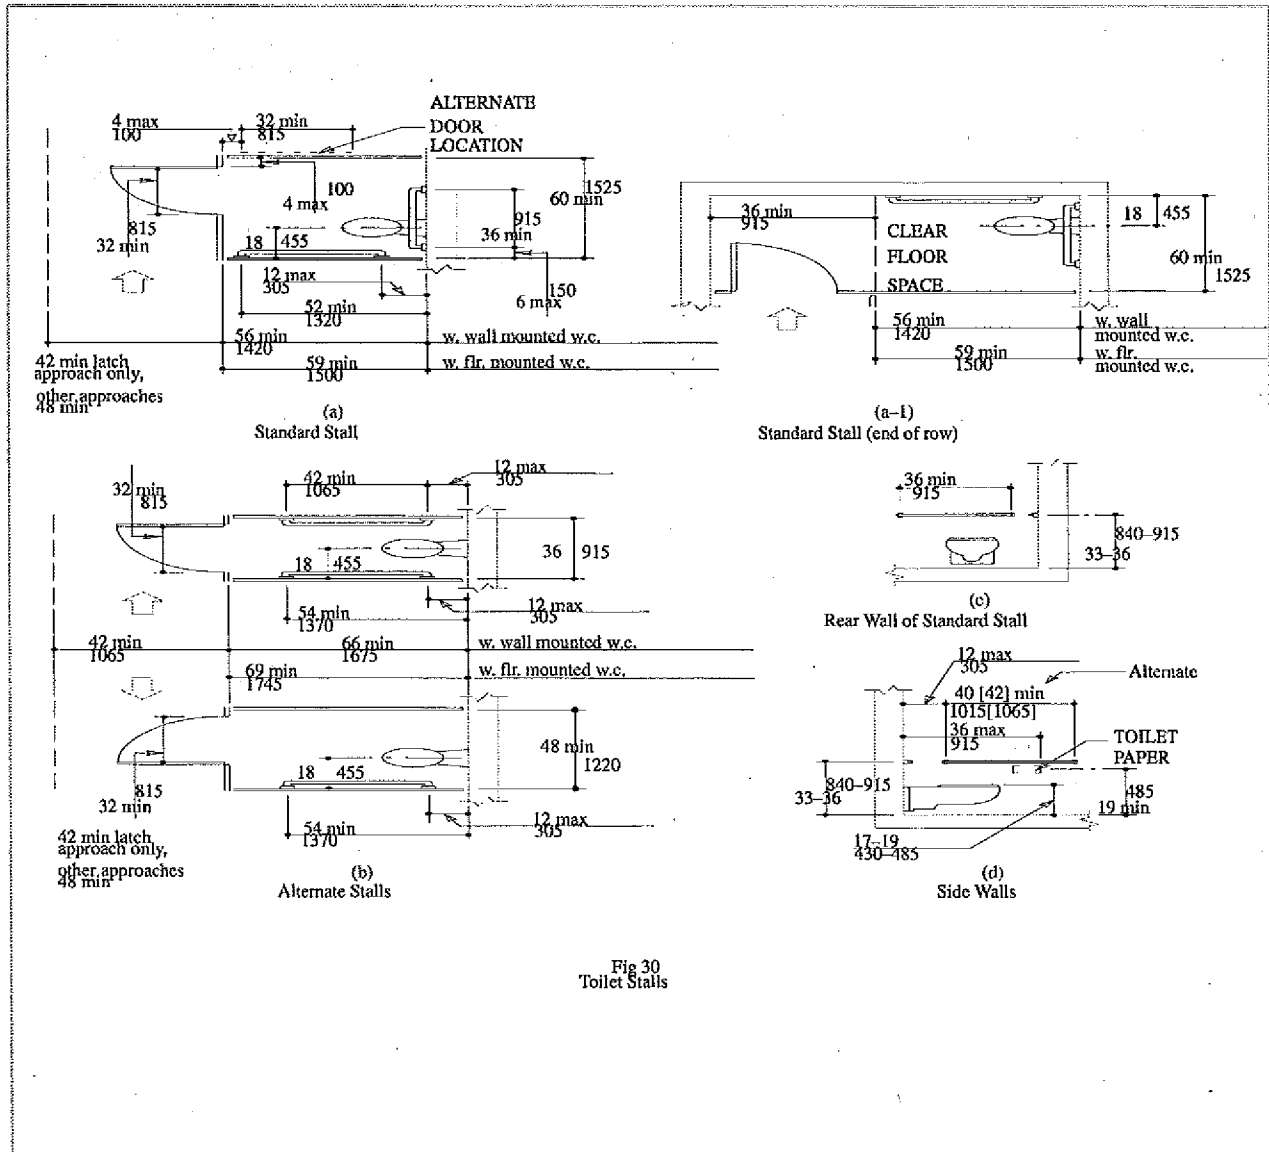 ALTERNATE
DOOR
LOCATION
4 max
100
32 min
815
100
4 max
815
32 min
18 455
12 max
305
52 min
1320
915
36 min
1525
60 min
150
6 max
56 min
1420
w. wall mounted w.c.
59 min
1500
w. flr. mounted w.c.
42 min latch
approach only,
other approaches
48 min
(a)
Standard Stall
36 min
915
CLEAR
FLOOR
SPACE
18 455
60 min
1525
56 min
1420
w. wall
mounted w.c.
59 min
1500
w. flr.
mounted w.c.
(a-1)
Standard Stall (end of row)
32 min
815
42 min
1065
12 max
305
18 455
36 915
54 min
1370
12 max
305
42 min
1065
66 min
1675
w. wall mounted w.c.
69 min
1745
w. flr. mounted w.c.
815
32 min
18 455
48 min
1220
54 min
1370
12 max
305
42 min latch
approach only,
other approaches
48 min
(b)
Alternate Stalls
36 min
915
840-915
33-36
(c)
Rear Wall of Standard Stall
12 max
305
Alternate
40 [42] min
1015[1065]
36 max
915
TOILET
PAPER
840-915
33-36
485
19 min
17-19
430-485
(d)
Side Walls
Fig 30
Toilet Stalls